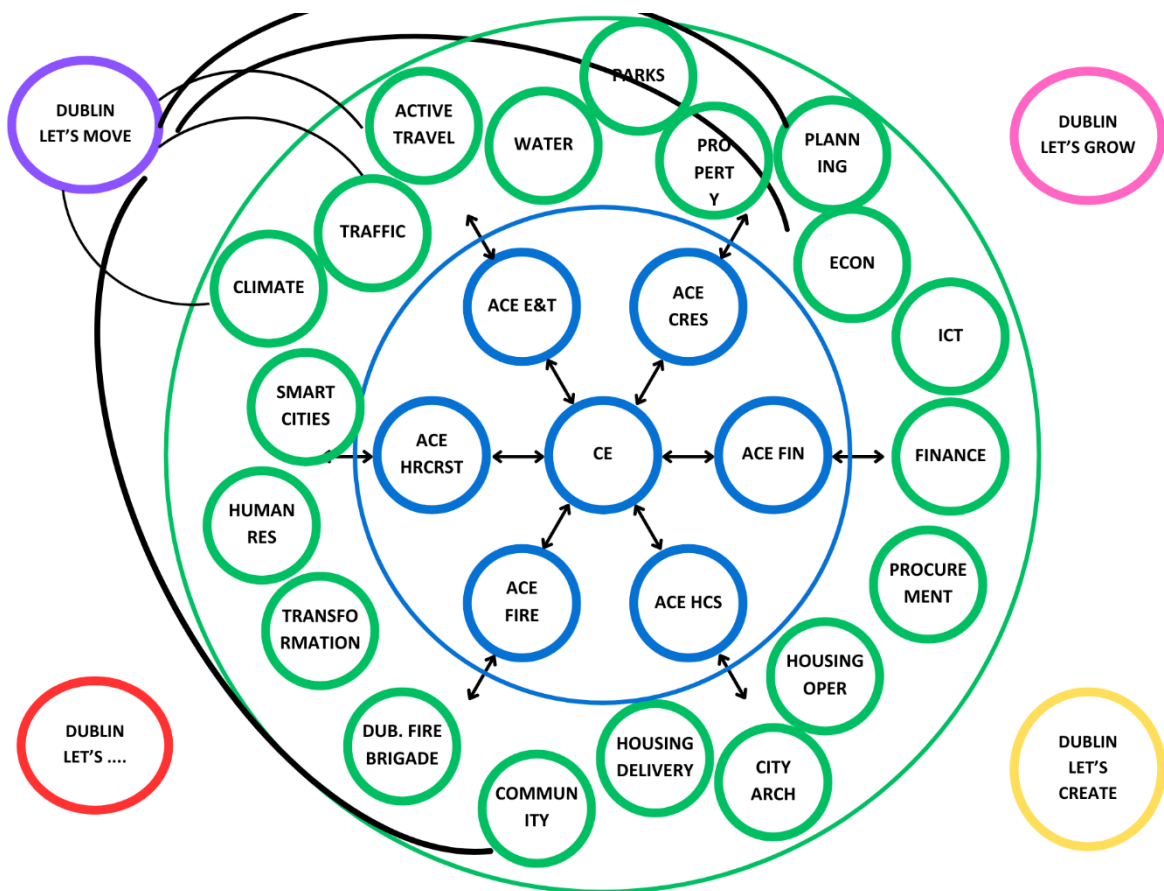 PARKS
DUBLIN
LET'S MOVE
ACTIVE
TRAVEL
WATER
PRO
PERT
Y
PLANN
ING
DUBLIN
LET'S GROW
TRAFFIC
ECON
CLIMATE
ACE E&T
ACE
CRES
ICT
SMART
CITIES
ACE
HRCRST
CE
ACE FIN
FINANCE
HUMAN
RES
PROCURE
MENT
ACE
FIRE
ACE HCS
TRANSFO
RMATION
HOUSING
OPER
DUBLIN
LET'S ....
DUB. FIRE
BRIGADE
HOUSING
DELIVERY
CITY
ARCH
DUBLIN
LET'S
CREATE
COMMUN
ITY